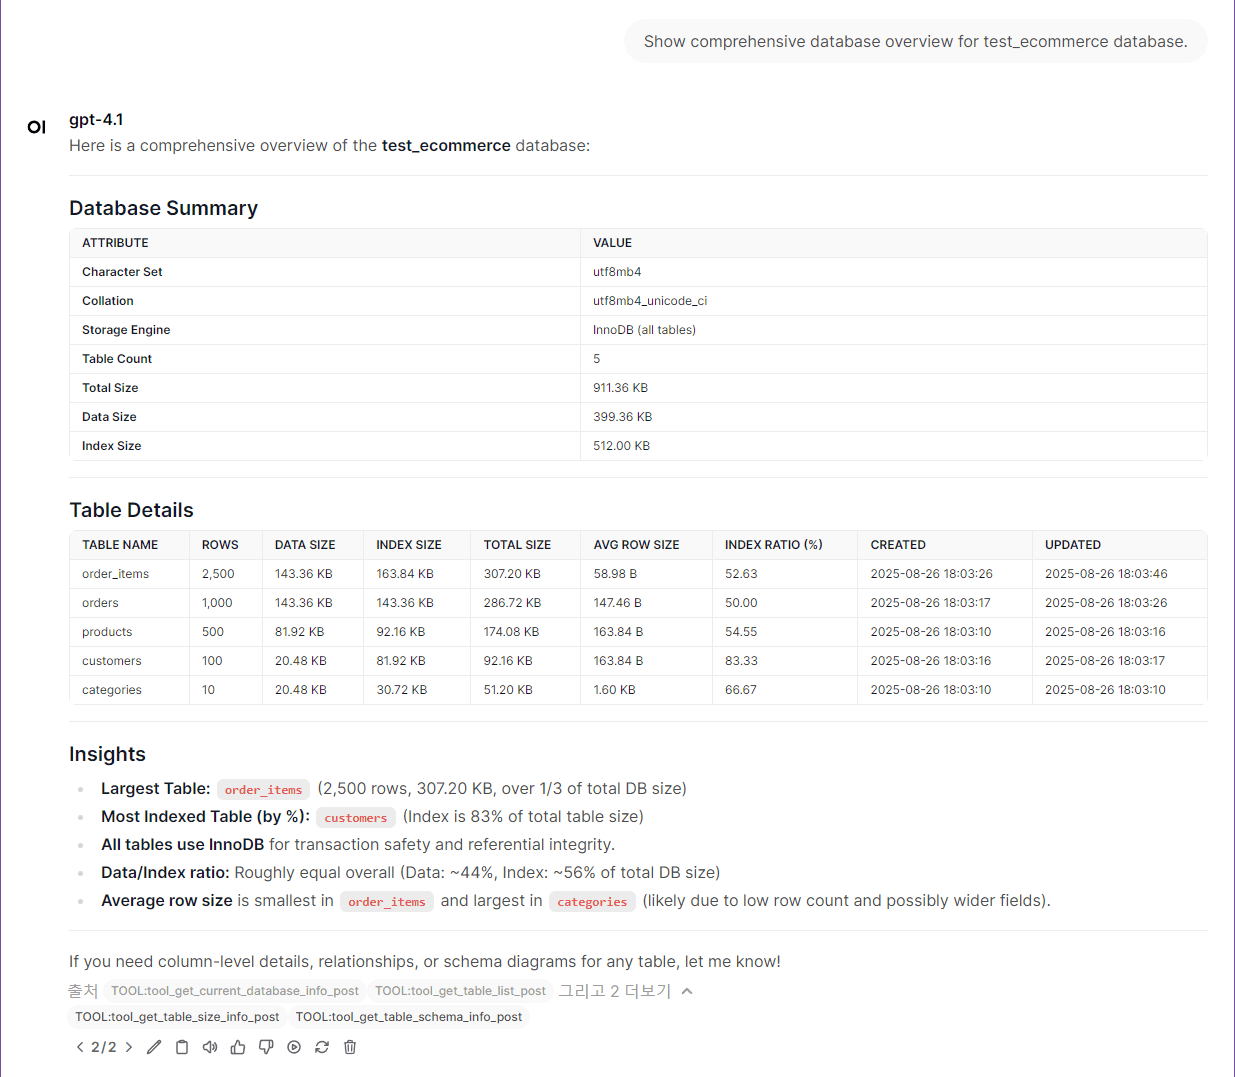 Show comprehensive database overview for test_ecommerce database.
OI
gpt-4.1
Here is a comprehensive overview of the test_ecommerce database:
Database Summary
ATTRIBUTE VALUE
Character Set utf8mb4
Collation utf8mb4_unicode_ci
Storage Engine InnoDB (all tables)
Table Count 5
Total Size 911.36 KB
Data Size 399.36 KB
Index Size 512.00 KB
Table Details
TABLE NAME ROWS DATA SIZE INDEX SIZE TOTAL SIZE AVG ROW SIZE INDEX RATIO (%) CREATED UPDATED
order_items 2,500 143.36 KB 163.84 KB 307.20 KB 58.98 B 52.63 2025-08-26 18:03:26 2025-08-26 18:03:46
orders 1,000 143.36 KB 143.36 KB 286.72 KB 147.46 B 50.00 2025-08-26 18:03:17 2025-08-26 18:03:26
products 500 81.92 KB 92.16 KB 174.08 KB 163.84 B 54.55 2025-08-26 18:03:10 2025-08-26 18:03:16
customers 100 20.48 KB 81.92 KB 92.16 KB 163.84 B 83.33 2025-08-26 18:03:16 2025-08-26 18:03:17
categories 10 20.48 KB 30.72 KB 51.20 KB 1.60 KB 66.67 2025-08-26 18:03:10 2025-08-26 18:03:10
Insights
Largest Table: order_items (2,500 rows, 307.20 KB, over 1/3 of total DB size)
Most Indexed Table (by %): customers (Index is 83% of total table size)
All tables use InnoDB for transaction safety and referential integrity.
Data/Index ratio: Roughly equal overall (Data: ~44%, Index: ~56% of total DB size)
Average row size is smallest in order_items and largest in categories (likely due to low row count and possibly wider fields).
If you need column-level details, relationships, or schema diagrams for any table, let me know!
출처 TOOL:tool_get_current_database_info_post TOOL:tool_get_table_list_post 그리고 2 더보기
TOOL:tool_get_table_size_info_post TOOL:tool_get_table_schema_info_post
2/2